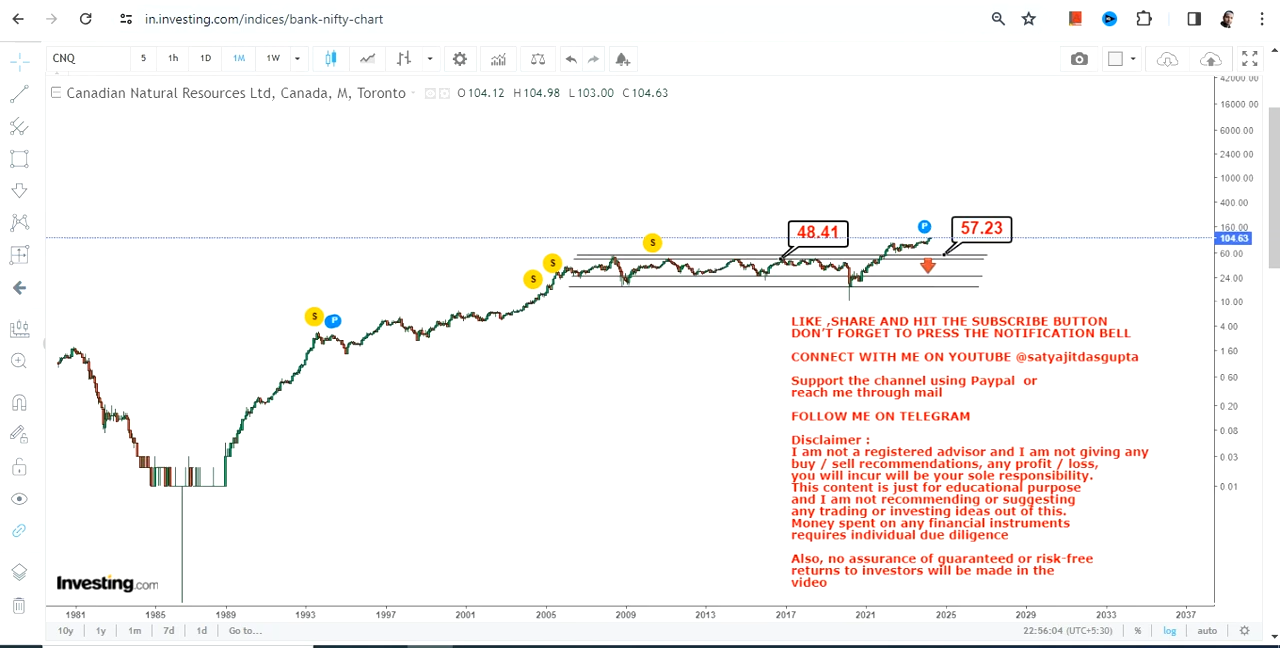 in.investing.com/indices/bank-nifty-chart
CNQ 5 1h 1D 1M 1W
Canadian Natural Resources Ltd, Canada, M, Toronto O104.12 H104.98 L103.00 C104.63
42000.00
16000.00
6000.00
2400.00
1000.00
400.00
150.00
104.63
60.00
24.00
10.00
4.00
1.60
0.60
0.20
0.08
0.03
0.01
48.41
57.23
P
S
S
S
S
P
LIKE ,SHARE AND HIT THE SUBSCRIBE BUTTON
DON'T FORGET TO PRESS THE NOTIFICATION BELL
CONNECT WITH ME ON YOUTUBE @satyajitdasgupta
Support the channel using Paypal or
reach me through mail
FOLLOW ME ON TELEGRAM
Disclaimer :
I am not a registered advisor and I am not giving any
buy / sell recommendations, any profit / loss,
you will incur will be your sole responsibility.
This content is just for educational purpose
and I am not recommending or suggesting
any trading or investing ideas out of this.
Money spent on any financial instruments
requires individual due diligence
Also, no assurance of guaranteed or risk-free
returns to investors will be made in the
video
Investing.com
1981 1985 1989 1993 1997 2001 2005 2009 2013 2017 2021 2025 2029 2033 2037
10y 1y 1m 7d 1d Go to... 22:56:04 (UTC+5:30) % log auto